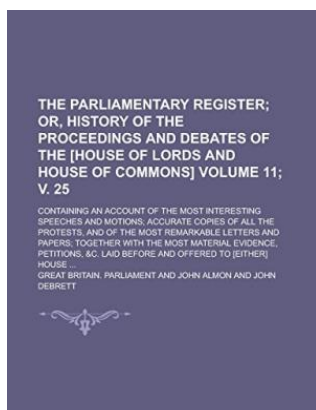 THE PARLIAMENTARY REGISTER;
OR, HISTORY OF THE
PROCEEDINGS AND DEBATES OF
THE [HOUSE OF LORDS AND
HOUSE OF COMMONS] VOLUME 11;
V. 25
CONTAINING AN ACCOUNT OF THE MOST INTERESTING
SPEECHES AND MOTIONS; ACCURATE COPIES OF ALL THE
PROTESTS, AND OF THE MOST REMARKABLE LETTERS AND
PAPERS; TOGETHER WITH THE MOST MATERIAL EVIDENCE,
PETITIONS, &C. LAID BEFORE AND OFFERED TO [EITHER]
HOUSE ...
GREAT BRITAIN. PARLIAMENT AND JOHN ALMON AND JOHN
DEBRETT